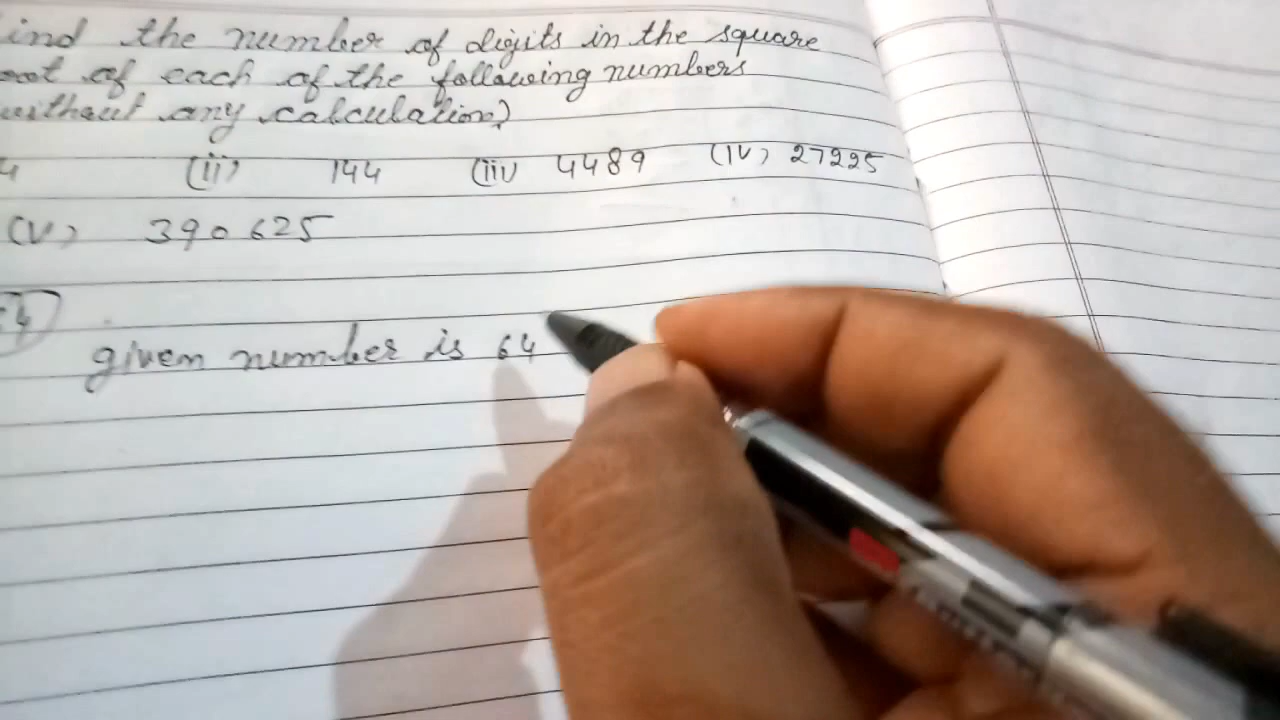 ind the number of digits in the square
oot of each of the following numbers
without any calculation?
4 (ii) 144 (iii) 4489 (IV) 27225
(V) 390625
given number is 64